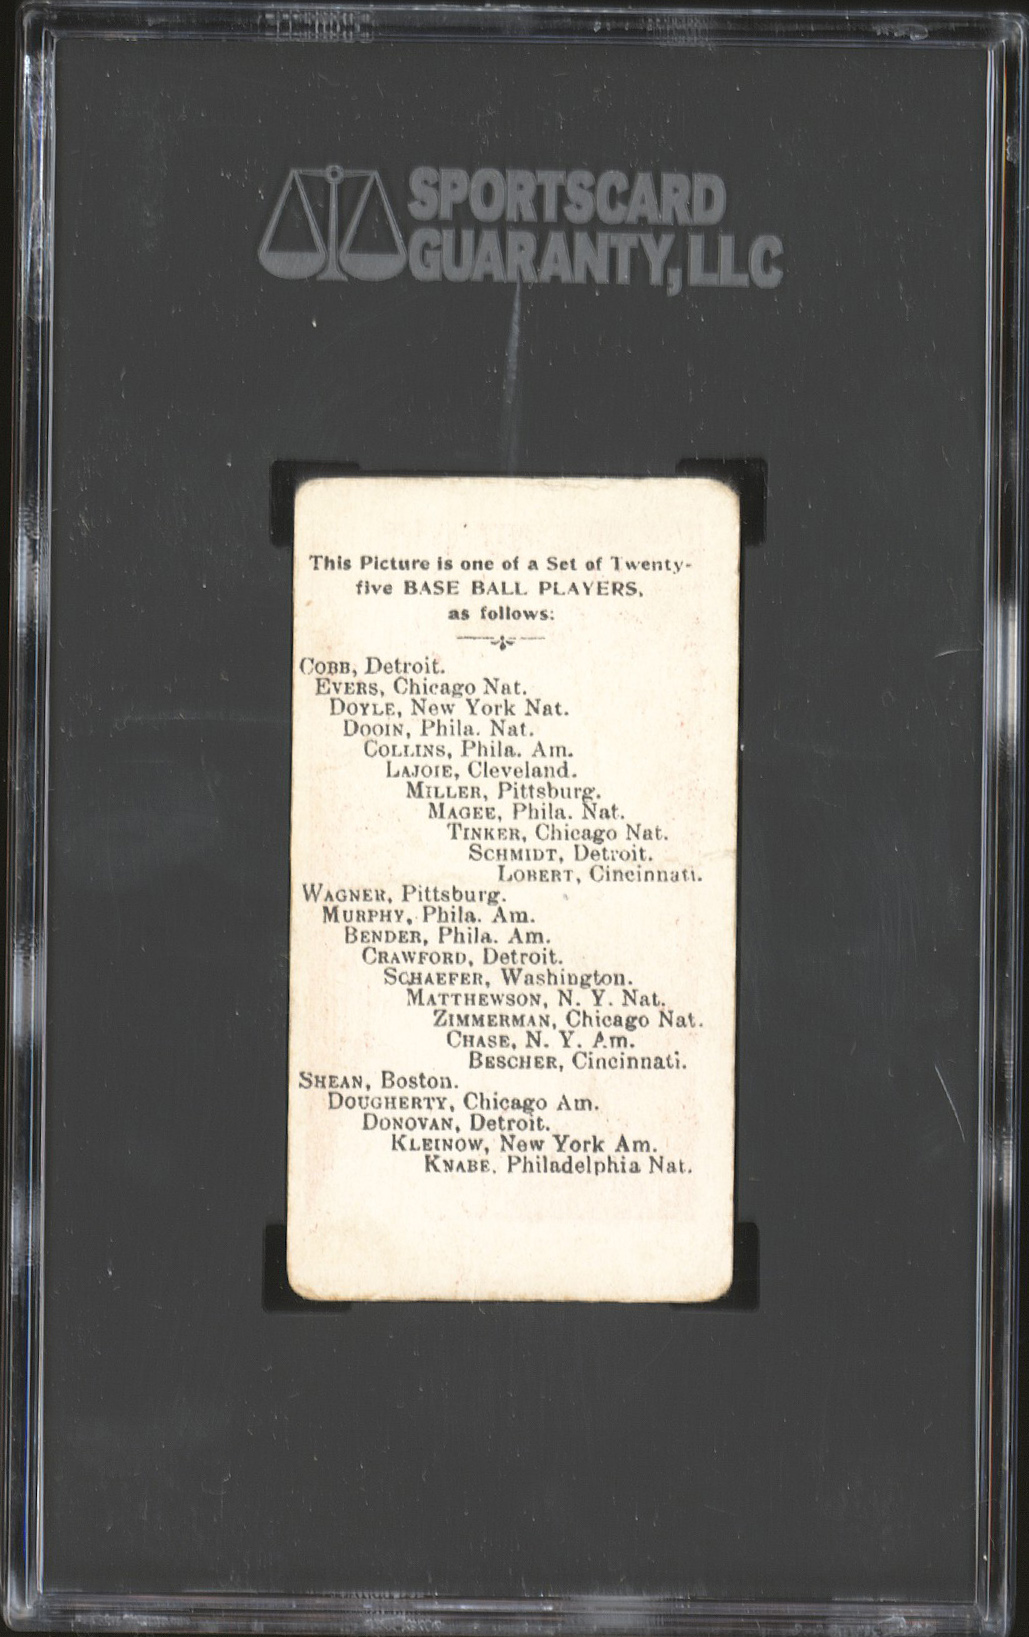 SPORTSCARD
GUARANTY, LLC
This Picture is one of a Set of Twenty-
five BASE BALL PLAYERS,
as follows:
COBB, Detroit.
EVERS, Chicago Nat.
DOYLE, New York Nat.
DOOIN, Phila. Nat.
COLLINS, Phila. Am.
LAJOIE, Cleveland.
MILLER, Pittsburg.
MAGEE, Phila. Nat.
TINKER, Chicago Nat.
SCHMIDT, Detroit.
LOBERT, Cincinnati.
WAGNER, Pittsburg.
MURPHY, Phila. Am.
BENDER, Phila. Am.
CRAWFORD, Detroit.
SCHAEFER, Washington.
MATTHEWSON, N. Y. Nat.
ZIMMERMAN, Chicago Nat.
CHASE, N. Y. Am.
BESCHER, Cincinnati.
SHEAN, Boston.
DOUGHERTY, Chicago Am.
DONOVAN, Detroit.
KLEINOW, New York Am.
KNABE. Philadelphia Nat.